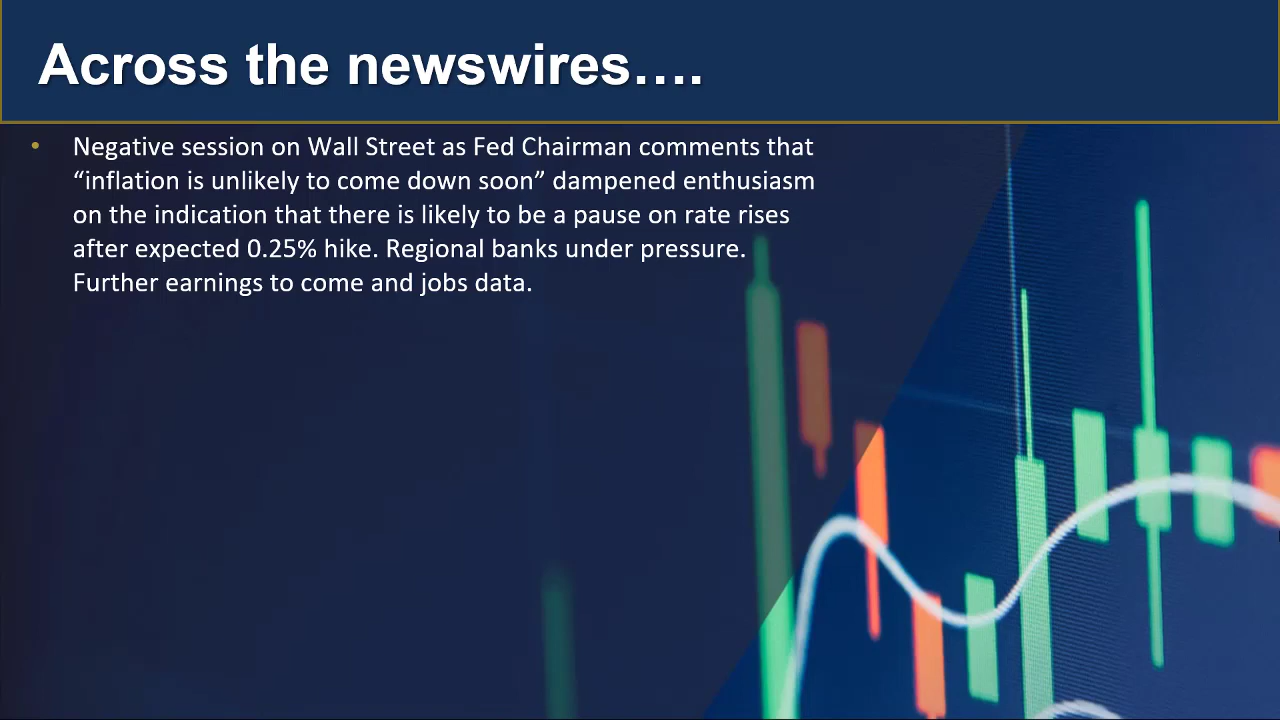 Across the newswires….
• Negative session on Wall Street as Fed Chairman comments that
“inflation is unlikely to come down soon” dampened enthusiasm
on the indication that there is likely to be a pause on rate rises
after expected 0.25% hike. Regional banks under pressure.
Further earnings to come and jobs data.